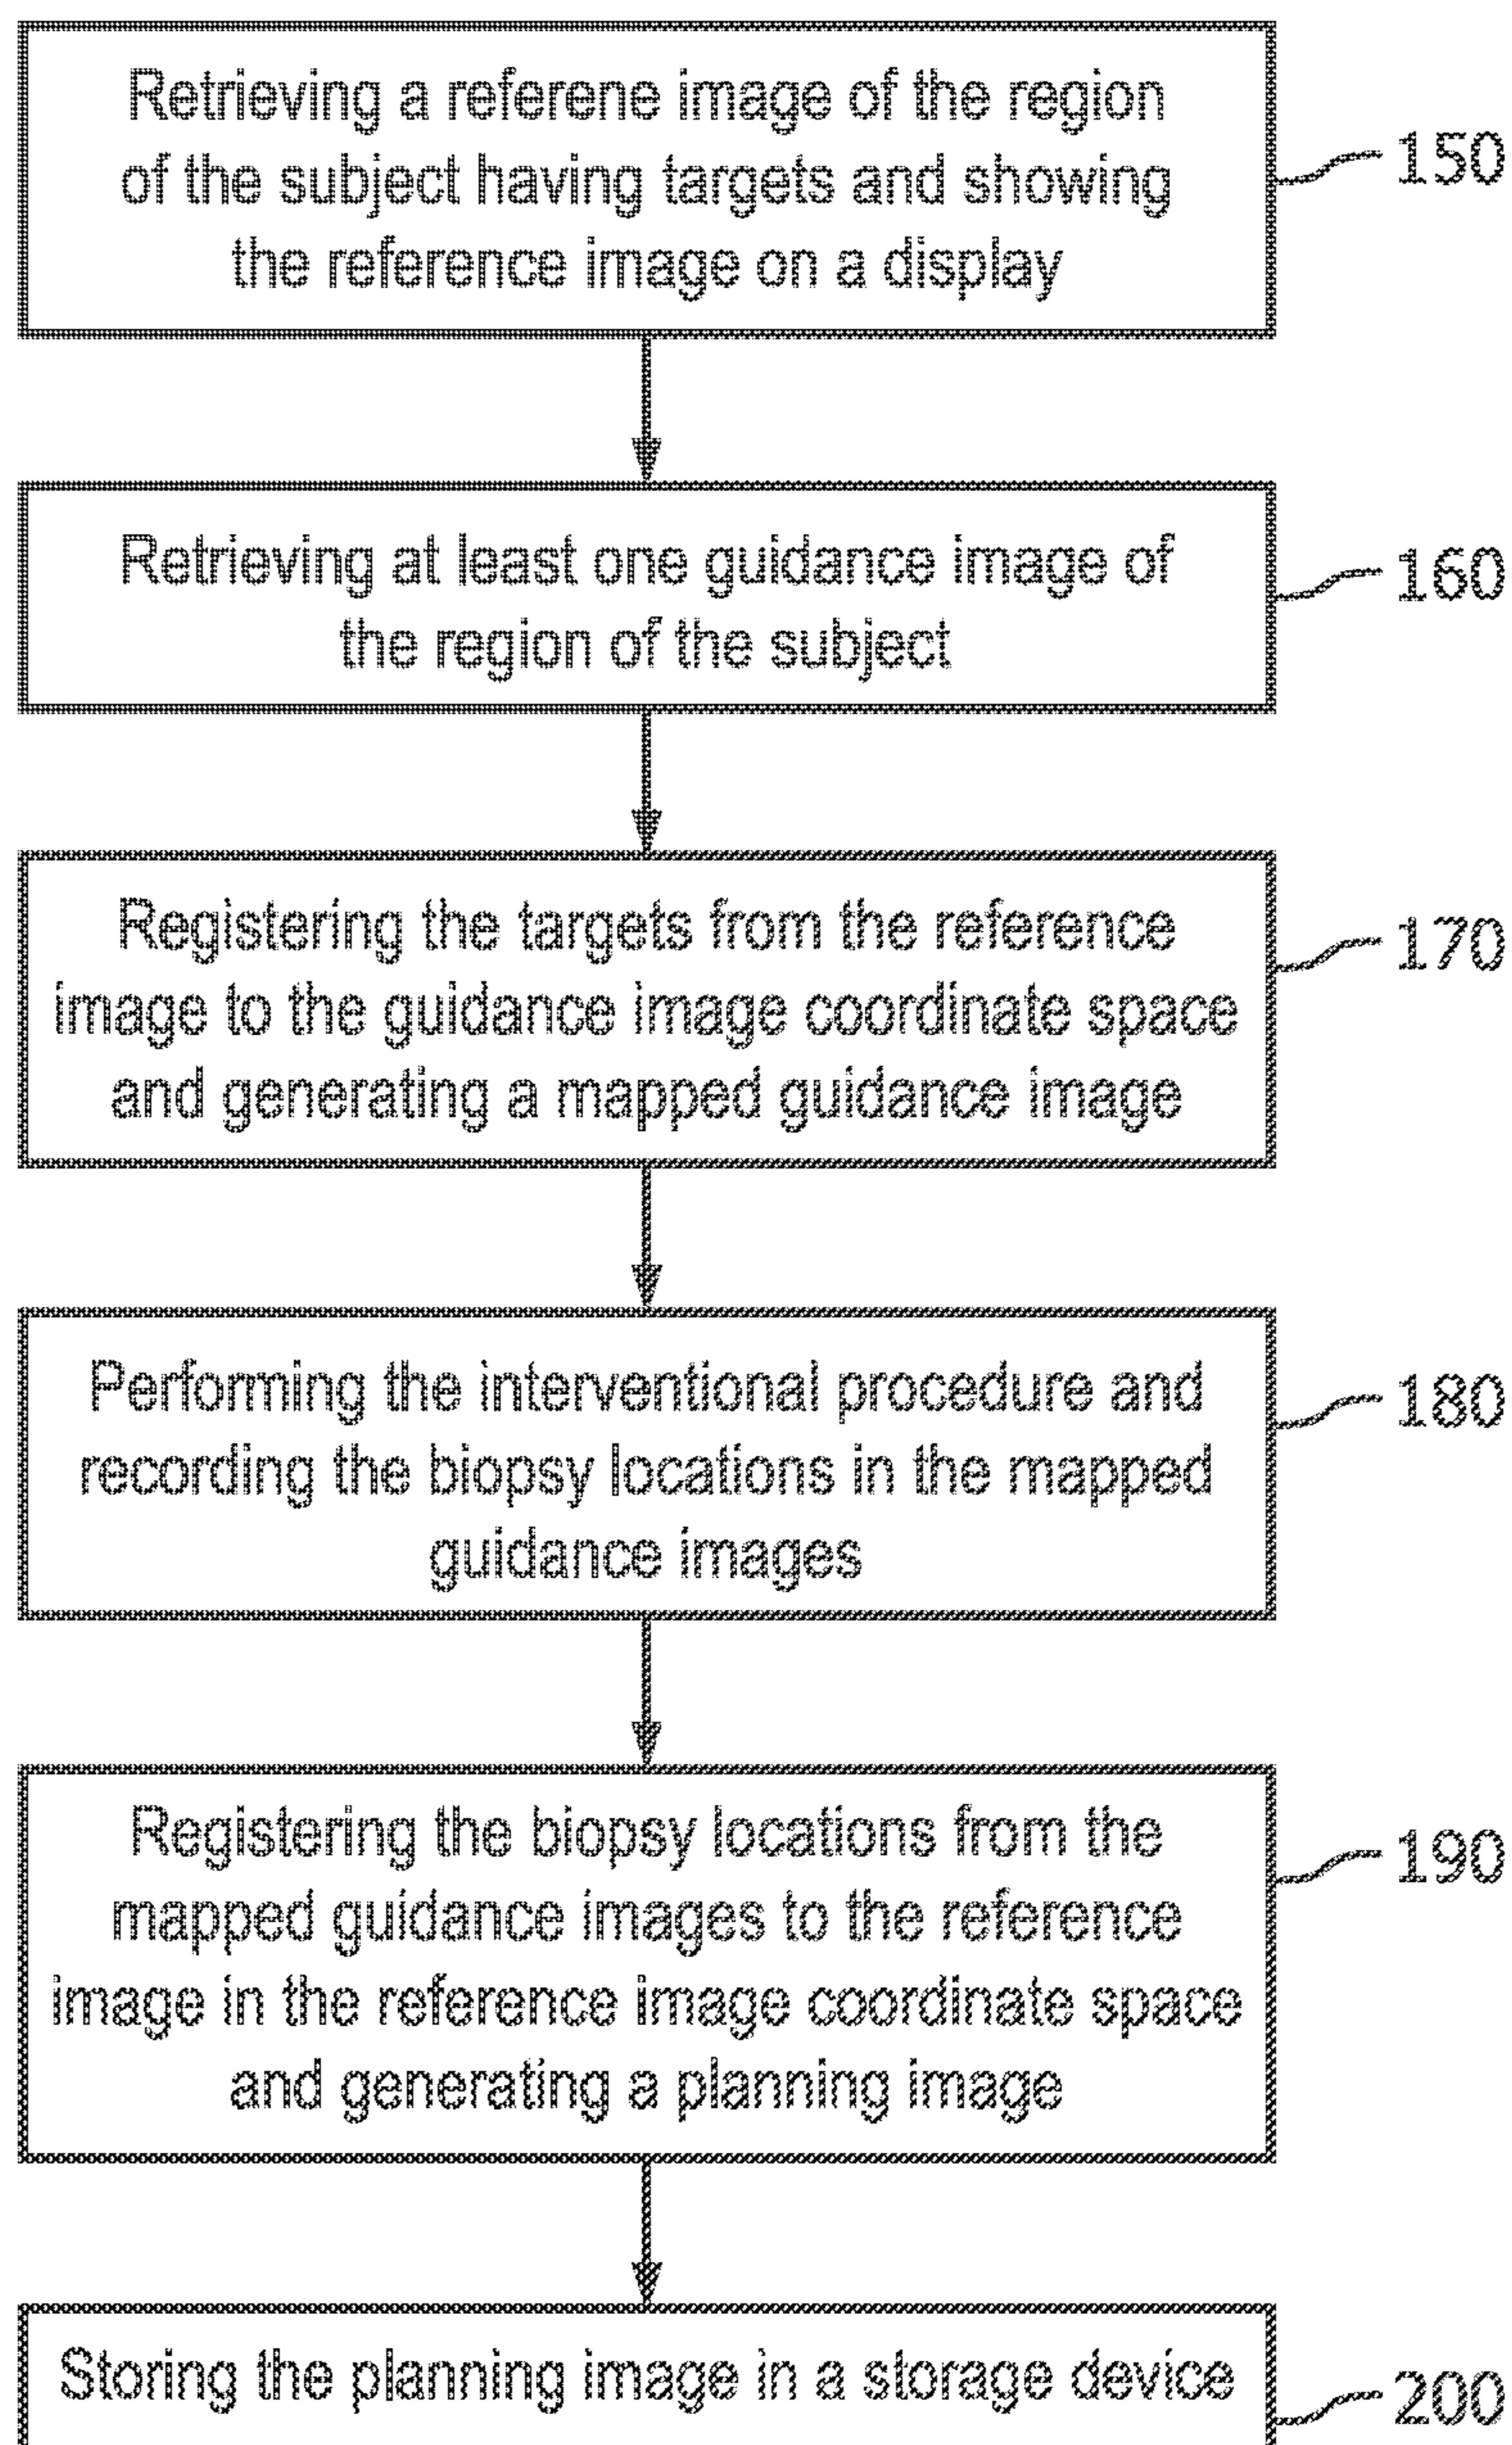 Retrieving a referene image of the region
of the subject having targets and showing
the reference image on a display
150
Retrieving at least one guidance image of
the region of the subject
160
Registering the targets from the reference
image to the guidance image coordinate space
and generating a mapped guidance image
170
Performing the interventional procedure and
recording the biopsy locations in the mapped
guidance images
180
Registering the biopsy locations from the
mapped guidance images to the reference
image in the reference image coordinate space
and generating a planning image
190
Storing the planning image in a storage device
200